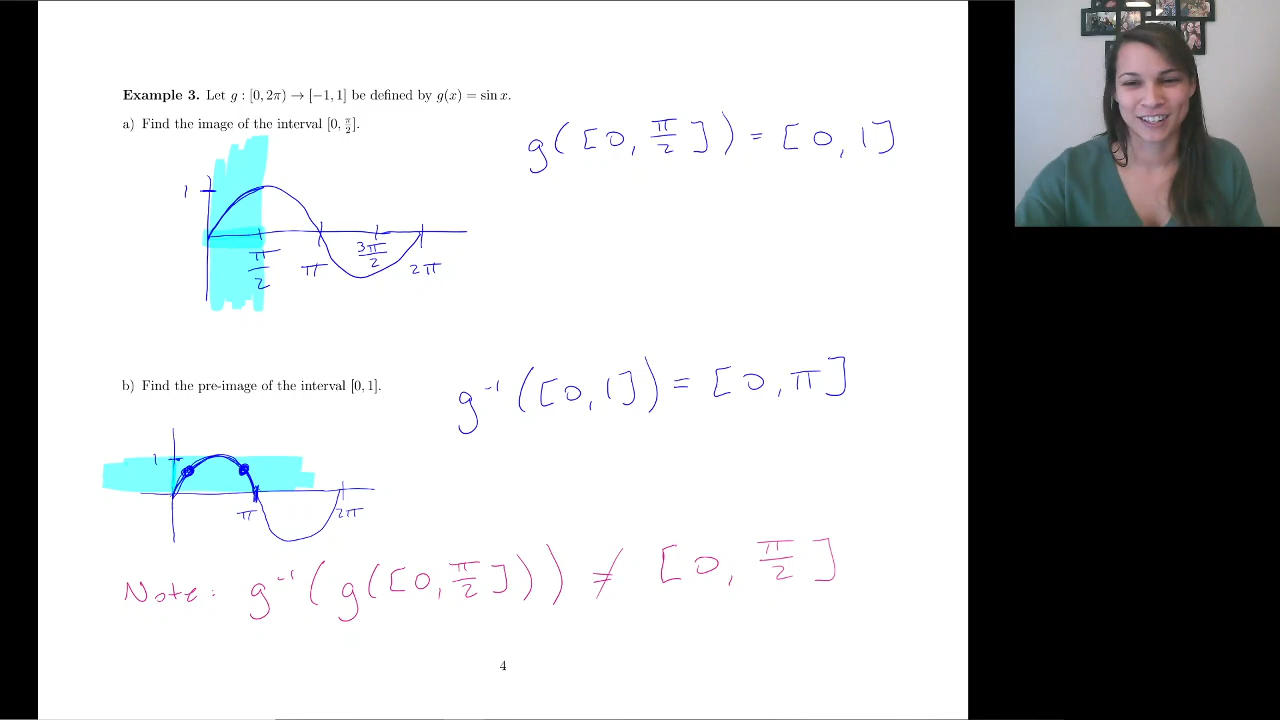 Example 3. Let g : [0, 2π) → [−1, 1] be defined by g(x) = sin x.
a) Find the image of the interval [0, π/2].
g([0, π/2]) = [0, 1]
1
π/2
π
3π/2
2π
b) Find the pre-image of the interval [0, 1].
g⁻¹([0, 1]) = [0, π]
1
π
2π
Note: g⁻¹(g([0, π/2])) ≠ [0, π/2]
4